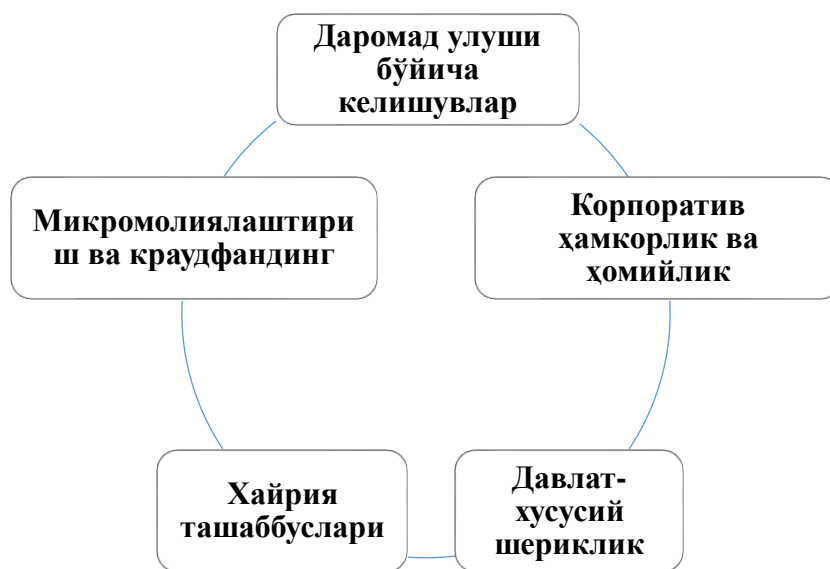 Даромад улуши
бўйича
келишувлар
Микромолиялаштири
ш ва краудфандинг
Корпоратив
ҳамкорлик ва
ҳомийлик
Хайрия
ташаббуслари
Давлат-
хусусий
шериклик